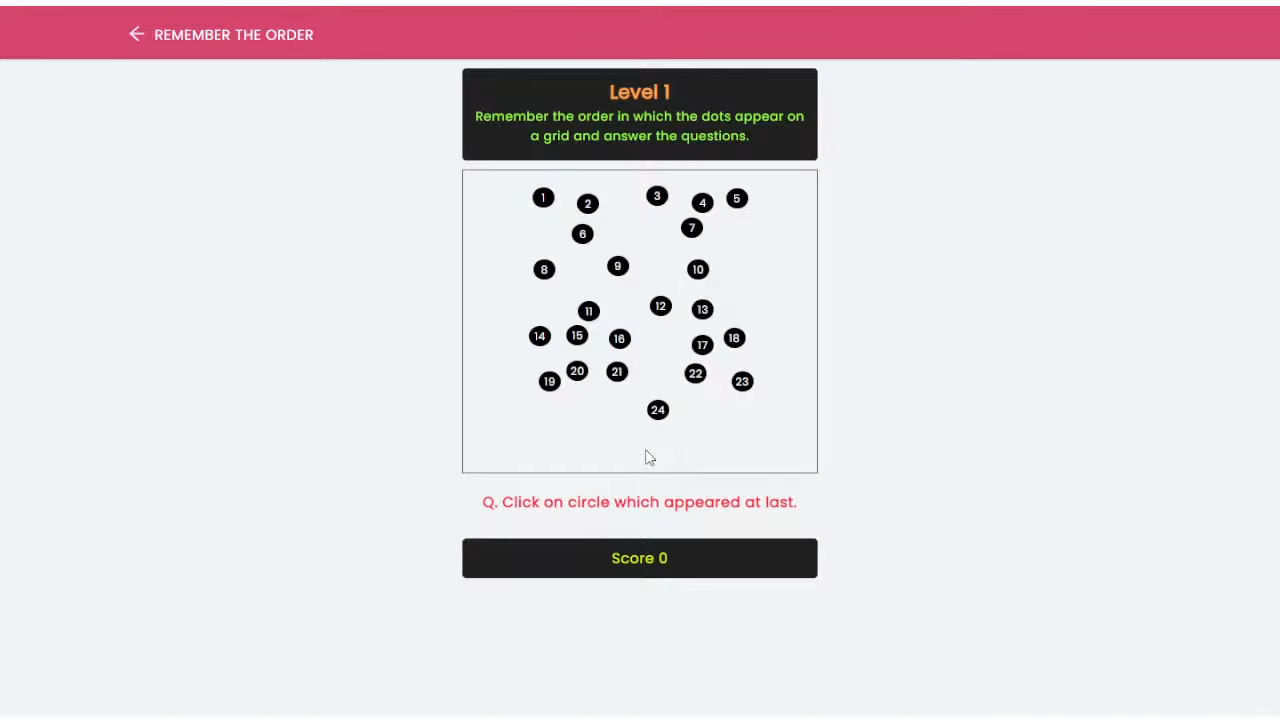 REMEMBER THE ORDER
Level 1
Remember the order in which the dots appear on
a grid and answer the questions.
1 2 3 4 5
6 7
8 9 10
11 12 13
14 15 16 17 18
19 20 21 22 23
24
Q. Click on circle which appeared at last.
Score 0